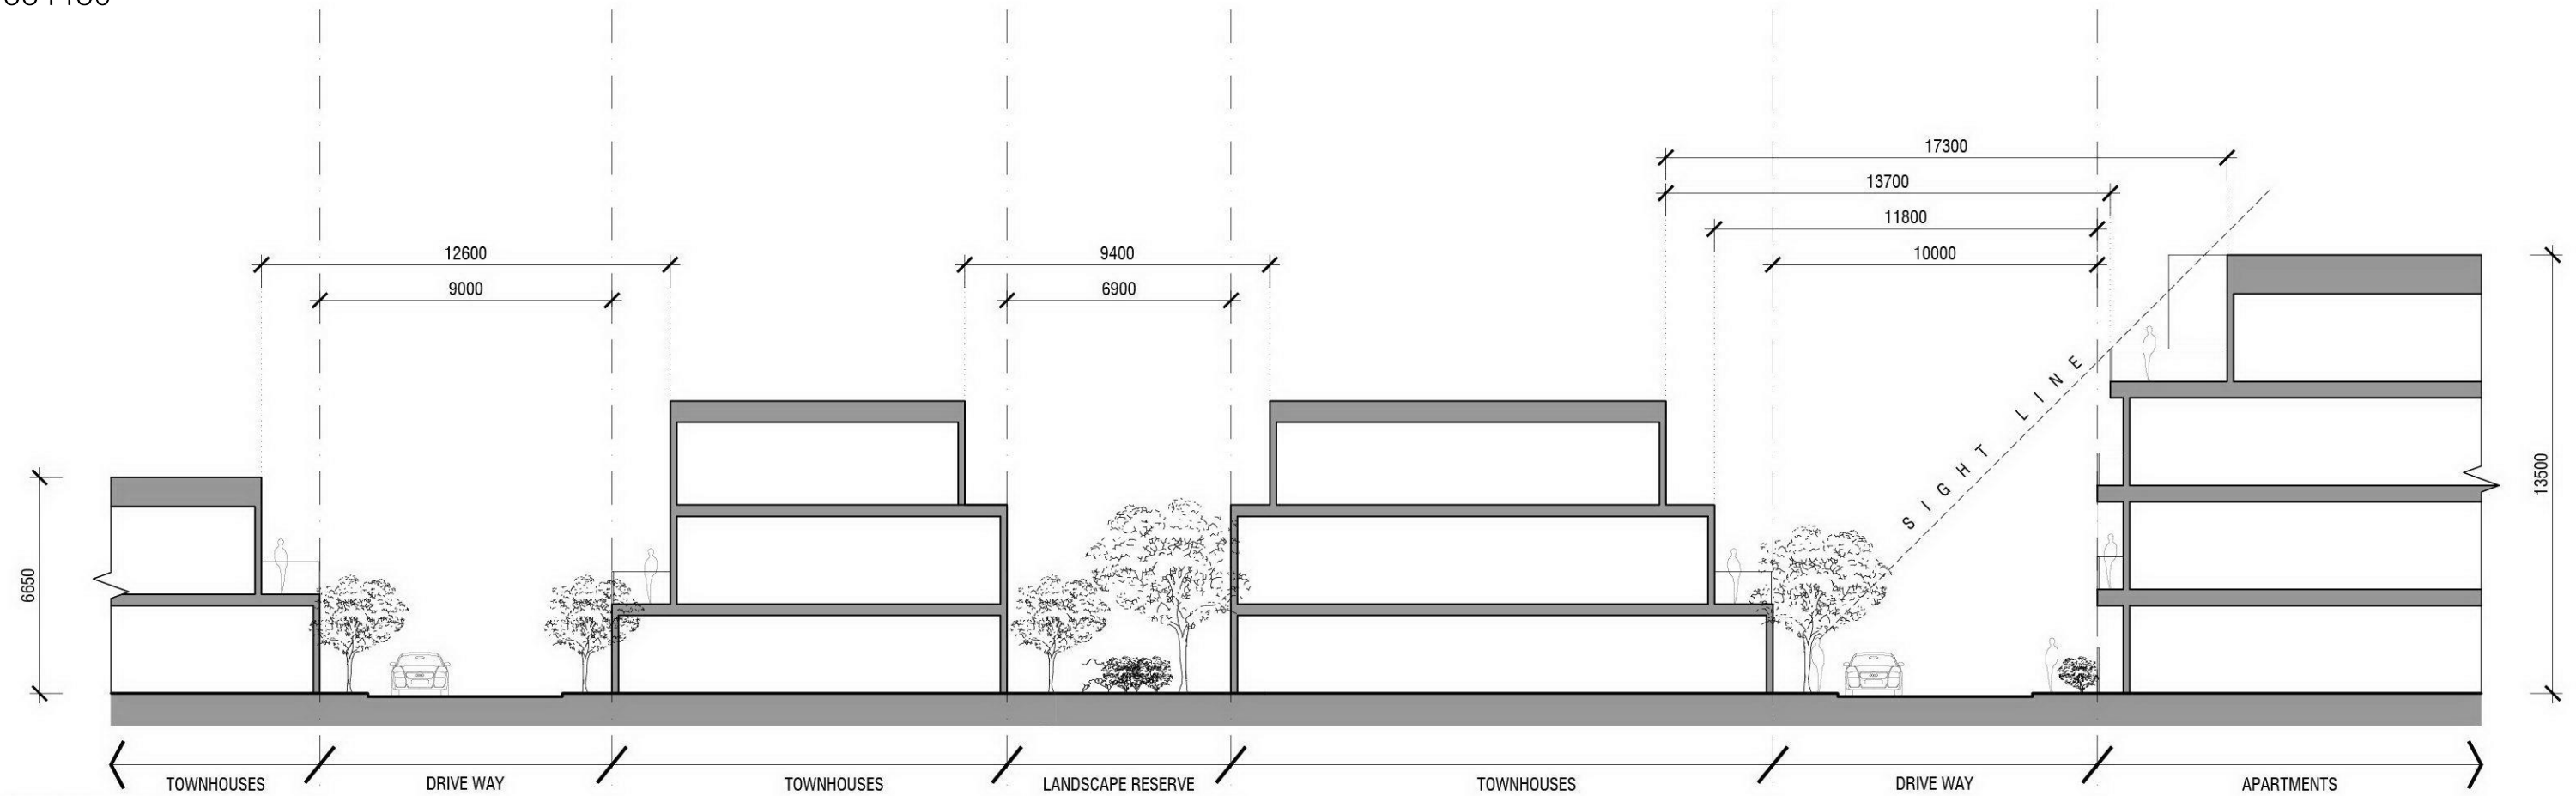 17300
13700
11800
12600
9400
10000
9000
6900
6650
SIGHT LINE
13500
TOWNHOUSES
DRIVE WAY
TOWNHOUSES
LANDSCAPE RESERVE
TOWNHOUSES
DRIVE WAY
APARTMENTS